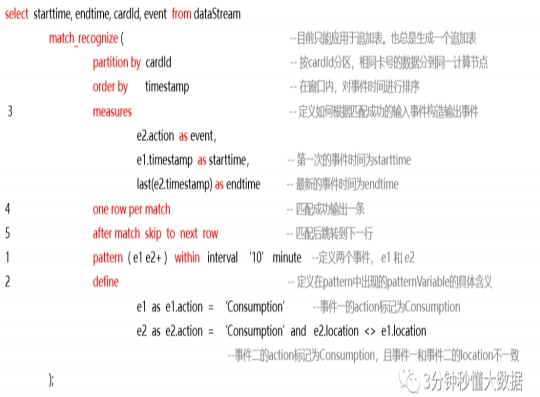 select starttime, endtime, cardId, event from dataStream
match_recognize ( --目前只能应用于追加表。也总是生成一个追加表
partition by cardId -- 按cardId分区，相同卡号的数据分到同一计算节点
order by timestamp -- 在窗口内，对事件时间进行排序
3 measures -- 定义如何根据匹配成功的输入事件构造输出事件
e2.action as event,
e1.timestamp as starttime, -- 第一次的事件时间为starttime
last(e2.timestamp) as endtime -- 最新的事件时间为endtime
4 one row per match -- 匹配成功输出一条
5 after match skip to next row -- 匹配后跳转到下一行
1 pattern ( e1 e2+ ) within interval '10' minute --定义两个事件，e1 和 e2
2 define -- 定义在pattern中出现的patternVariable的具体含义
e1 as e1.action = 'Consumption' --事件一的action标记为Consumption
e2 as e2.action = 'Consumption' and e2.location <> e1.location
--事件二的action标记为Consumption，且事件一和事件二的location不一致
);
3分钟秒懂大数据